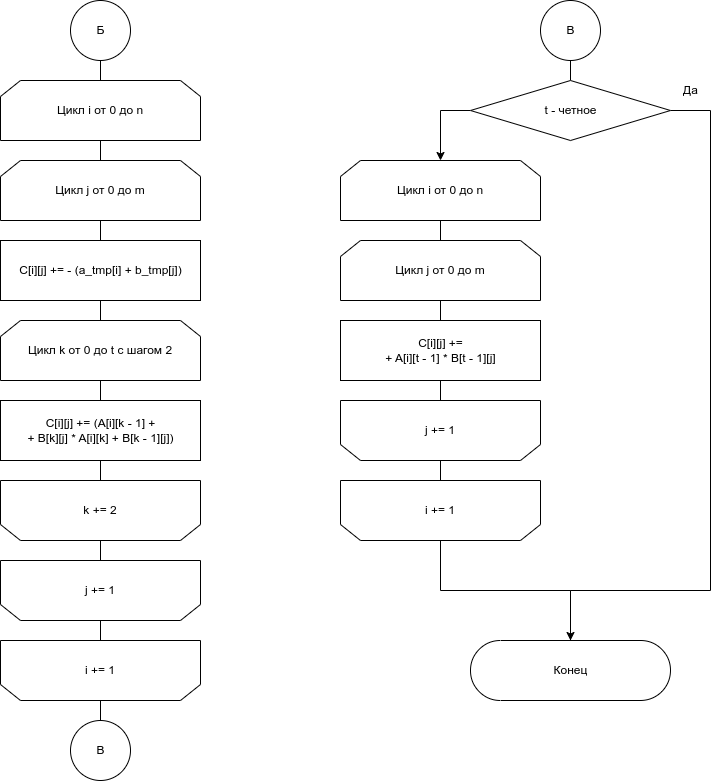 Б
Цикл i от 0 до n
Цикл j от 0 до m
C[i][j] += - (a_tmp[i] + b_tmp[j])
Цикл k от 0 до t с шагом 2
C[i][j] += (A[i][k - 1] +
+ B[k][j] * A[i][k] + B[k - 1][j])
k += 2
j += 1
i += 1
В
В
t - четное
Да
Цикл i от 0 до n
Цикл j от 0 до m
C[i][j] +=
+ A[i][t - 1] * B[t - 1][j]
j += 1
i += 1
Конец